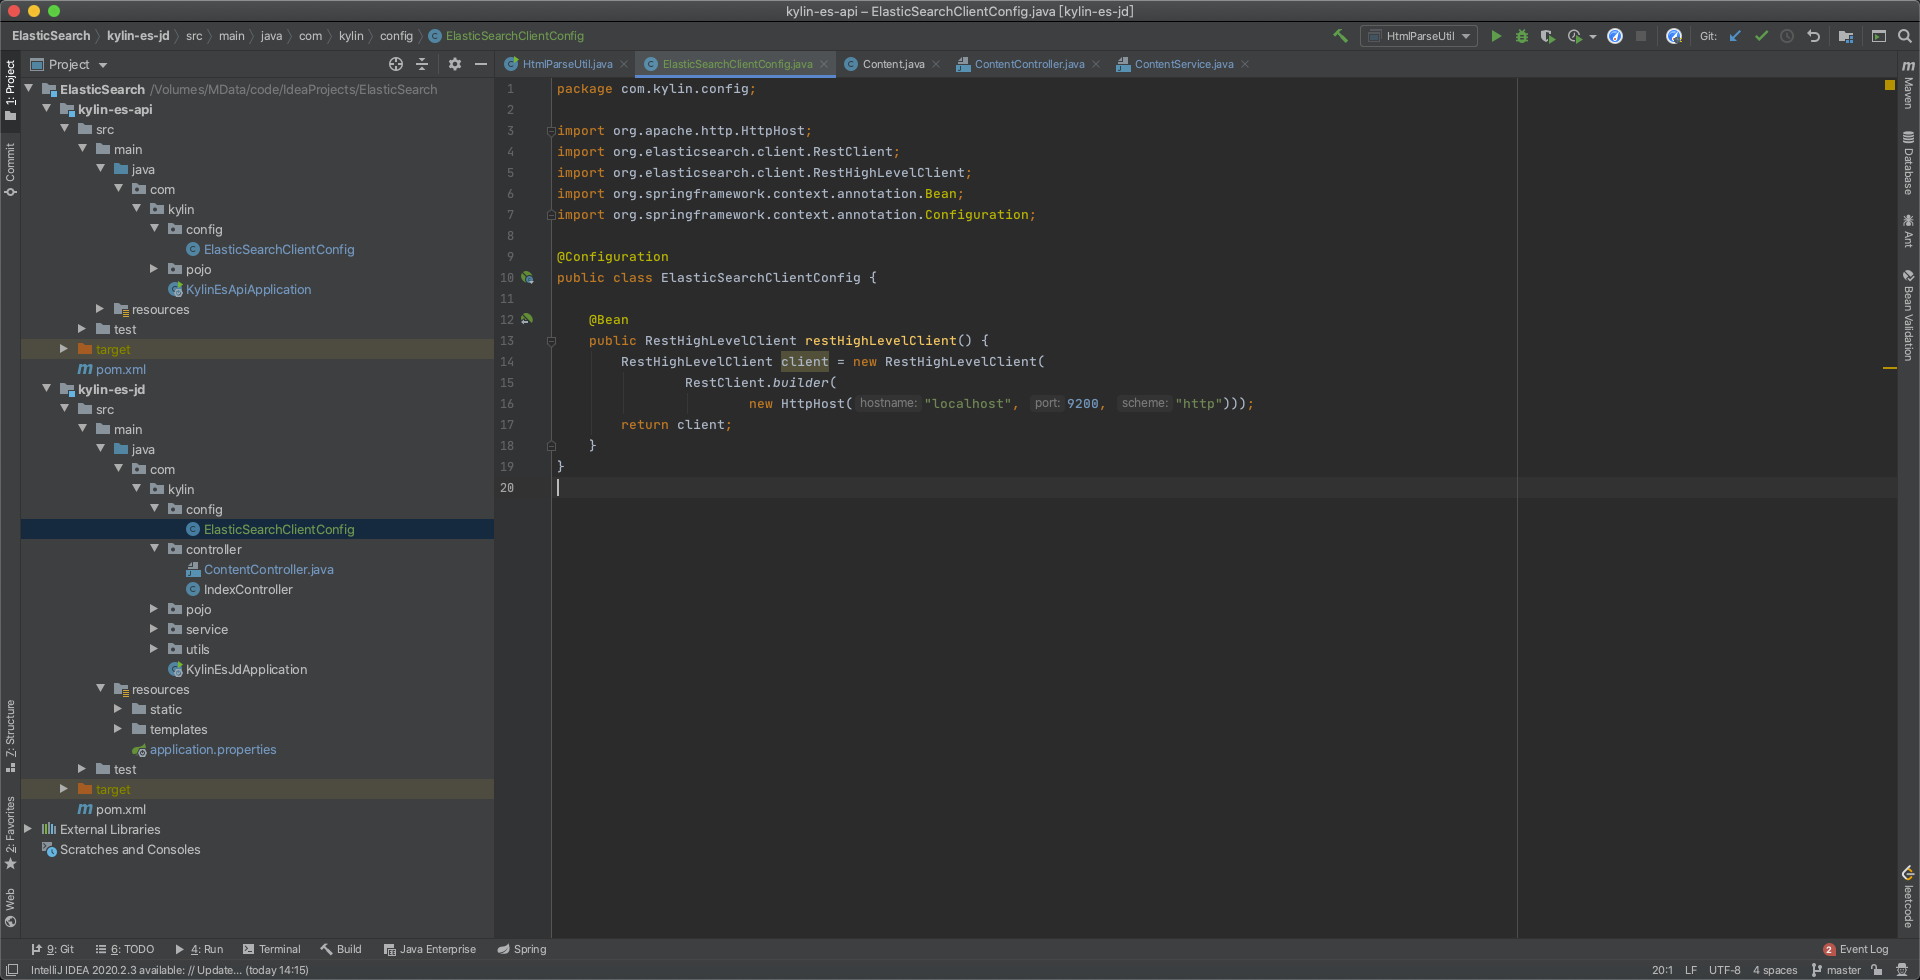 kylin-es-api – ElasticSearchClientConfig.java [kylin-es-jd]
ElasticSearch kylin-es-jd src main java com kylin config ElasticSearchClientConfig
HtmlParseUtil Git:
Project
HtmlParseUtil.java ElasticSearchClientConfig.java Content.java ContentController.java ContentService.java
1: Project
Commit
7: Structure
2: Favorites
Web
ElasticSearch /Volumes/MData/code/IdeaProjects/ElasticSearch
kylin-es-api
src
main
java
com
kylin
config
ElasticSearchClientConfig
pojo
KylinEsApiApplication
resources
test
target
pom.xml
kylin-es-jd
src
main
java
com
kylin
config
ElasticSearchClientConfig
controller
ContentController.java
IndexController
pojo
service
utils
KylinEsJdApplication
resources
static
templates
application.properties
test
target
pom.xml
External Libraries
Scratches and Consoles
1 package com.kylin.config;
2
3 import org.apache.http.HttpHost;
4 import org.elasticsearch.client.RestClient;
5 import org.elasticsearch.client.RestHighLevelClient;
6 import org.springframework.context.annotation.Bean;
7 import org.springframework.context.annotation.Configuration;
8
9 @Configuration
10 public class ElasticSearchClientConfig {
11
12 @Bean
13 public RestHighLevelClient restHighLevelClient() {
14 RestHighLevelClient client = new RestHighLevelClient(
15 RestClient.builder(
16 new HttpHost( hostname: "localhost", port: 9200, scheme: "http")));
17 return client;
18 }
19 }
20
Maven
Database
Ant
Bean Validation
leetcode
9: Git 6: TODO 4: Run Terminal Build Java Enterprise Spring 2 Event Log
IntelliJ IDEA 2020.2.3 available: // Update... (today 14:15) 20:1 LF UTF-8 4 spaces master